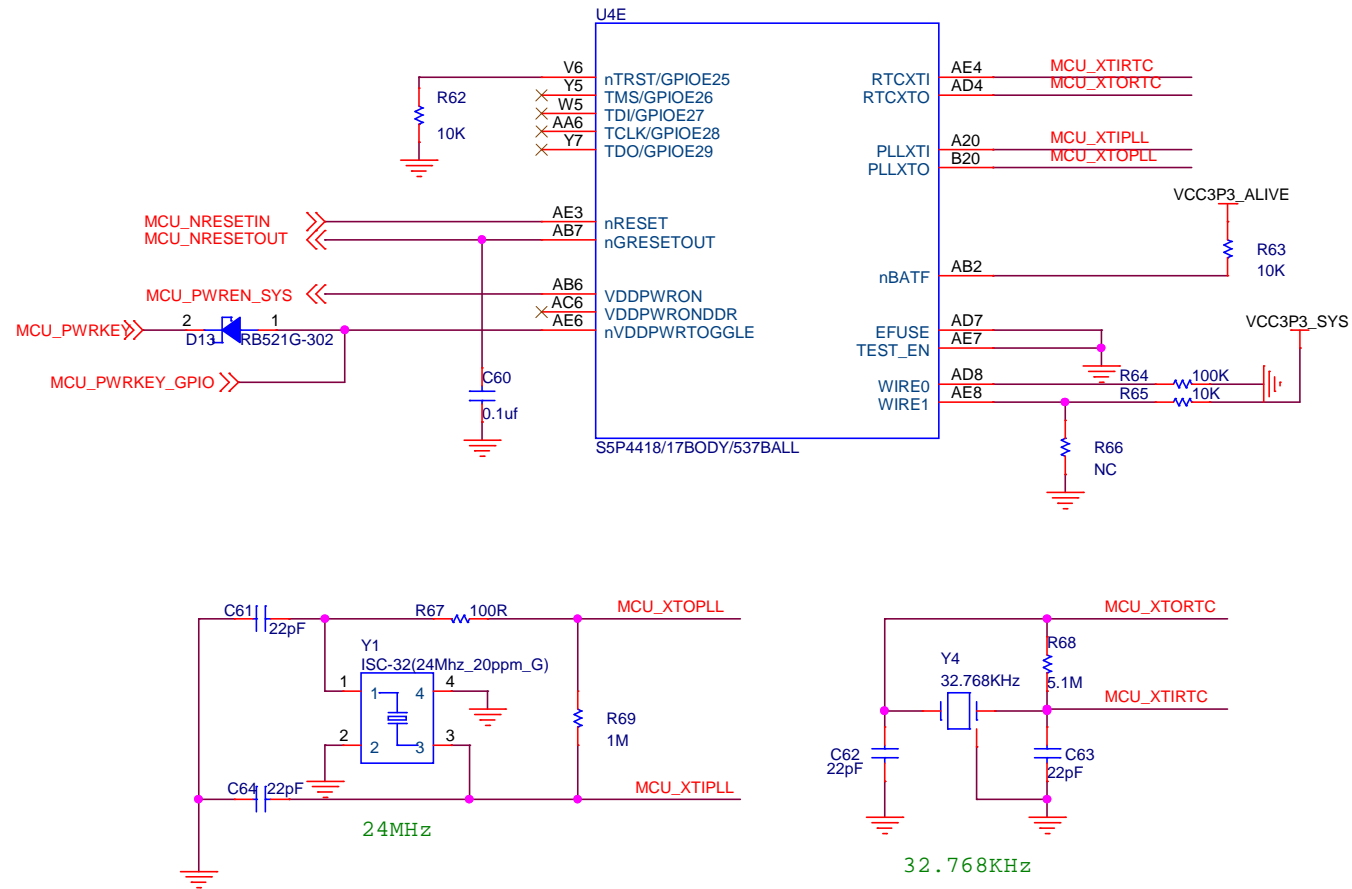 U4E
V6
nTRST/GPIOE25
Y5
TMS/GPIOE26
W5
TDI/GPIOE27
AA6
TCLK/GPIOE28
Y7
TDO/GPIOE29
R62
10K
RTCXTI
AE4
MCU_XTIRTC
RTCXTO
AD4
MCU_XTORTC
PLLXTI
A20
MCU_XTIPLL
PLLXTO
B20
MCU_XTOPLL
VCC3P3_ALIVE
MCU_NRESETIN
AE3
nRESET
MCU_NRESETOUT
AB7
nGRESETOUT
R63
10K
nBATF
AB2
MCU_PWREN_SYS
AB6
VDDPWRON
AC6
VDDPWRONDDR
MCU_PWRKEY
2
1
D13
RB521G-302
AE6
nVDDPWRTOGGLE
EFUSE
AD7
TEST_EN
AE7
VCC3P3_SYS
MCU_PWRKEY_GPIO
WIRE0
AD8
R64
100K
WIRE1
AE8
R65
10K
C60
0.1uf
S5P4418/17BODY/537BALL
R66
NC
C61
22pF
R67
100R
MCU_XTOPLL
Y1
ISC-32(24Mhz_20ppm_G)
1
1
4
4
2
2
3
3
R69
1M
C64
22pF
MCU_XTIPLL
24MHz
MCU_XTORTC
R68
5.1M
Y4
32.768KHz
MCU_XTIRTC
C62
22pF
C63
22pF
32.768KHz